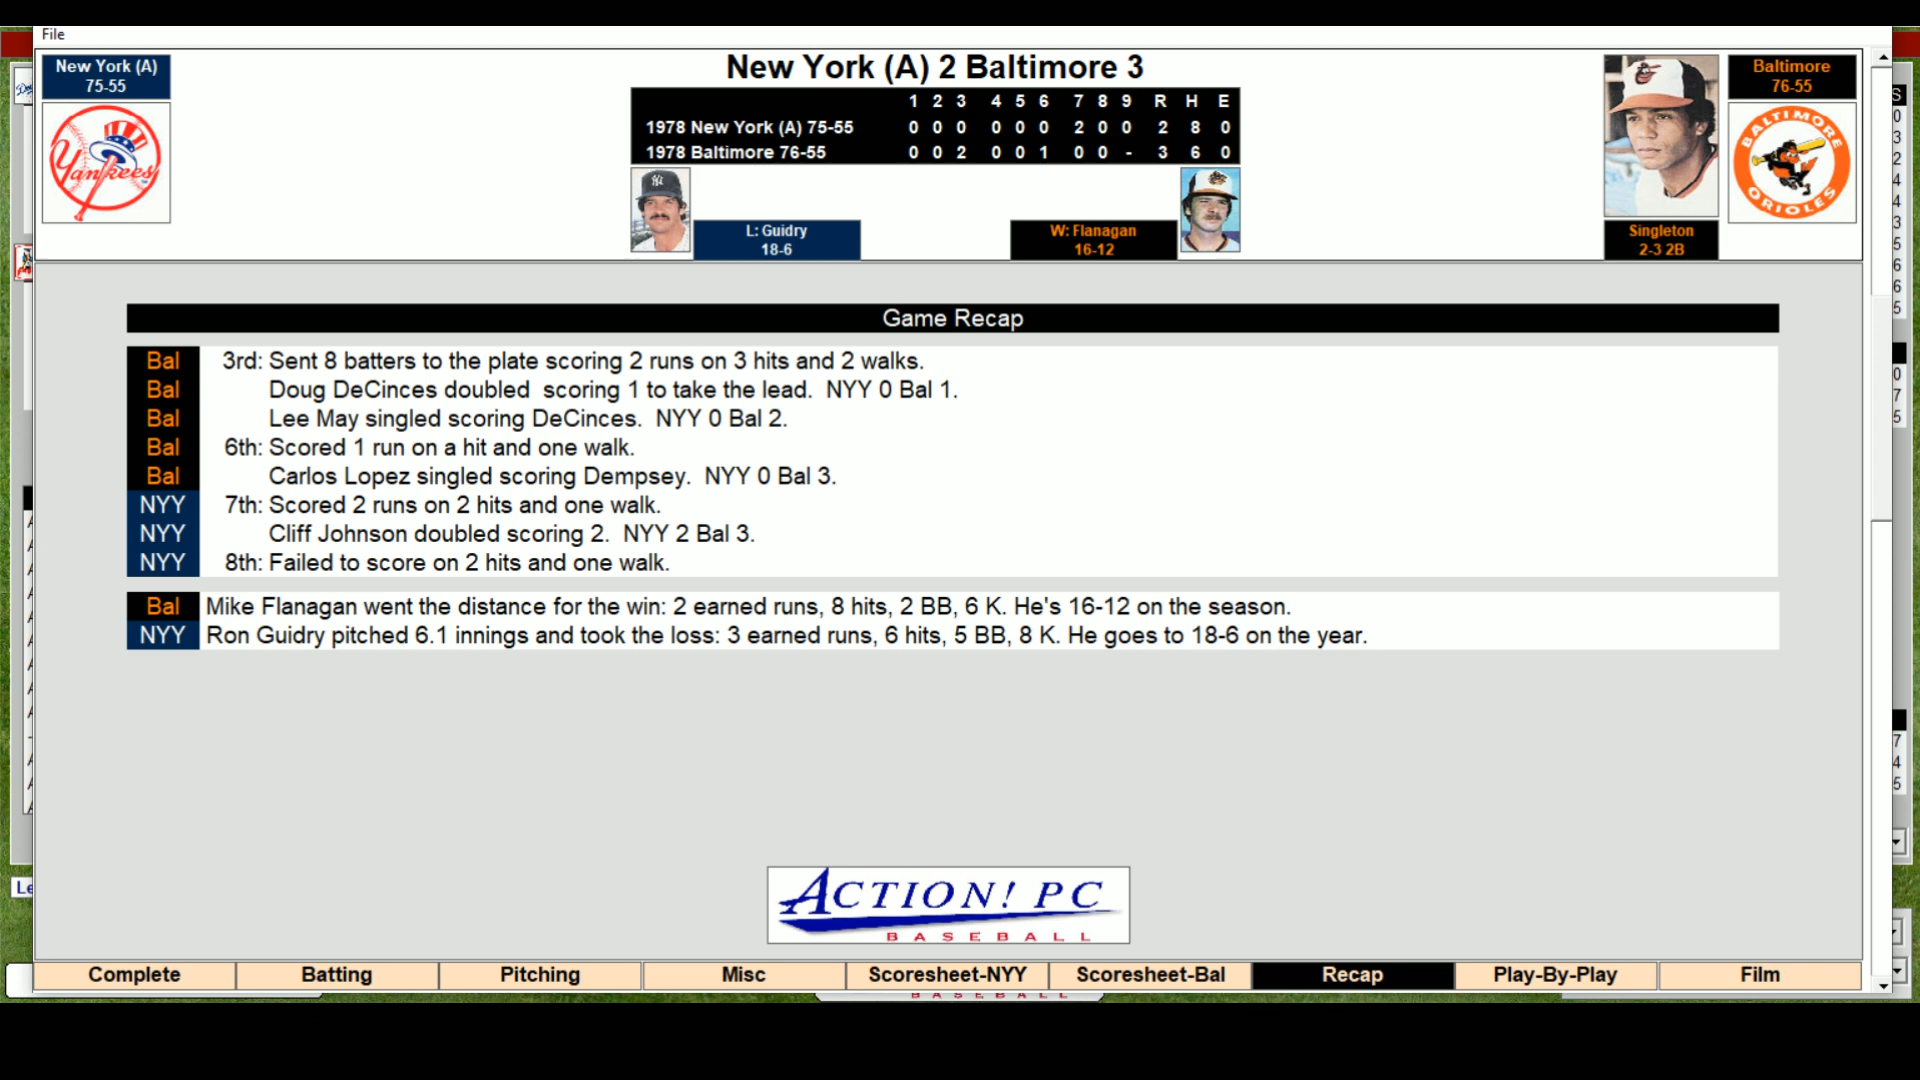 File
New York (A)
75-55
Yankees
New York (A) 2 Baltimore 3
1 2 3 4 5 6 7 8 9 R H E
1978 New York (A) 75-55 0 0 0 0 0 0 2 0 0 2 8 0
1978 Baltimore 76-55 0 0 2 0 0 1 0 0 - 3 6 0
L: Guidry
18-6
W: Flanagan
16-12
Singleton
2-3 2B
Baltimore
76-55
BALTIMORE
ORIOLES
Game Recap
Bal 3rd: Sent 8 batters to the plate scoring 2 runs on 3 hits and 2 walks.
Bal Doug DeCinces doubled  scoring 1 to take the lead.  NYY 0 Bal 1.
Bal Lee May singled scoring DeCinces.  NYY 0 Bal 2.
Bal 6th: Scored 1 run on a hit and one walk.
Bal Carlos Lopez singled scoring Dempsey.  NYY 0 Bal 3.
NYY 7th: Scored 2 runs on 2 hits and one walk.
NYY Cliff Johnson doubled scoring 2.  NYY 2 Bal 3.
NYY 8th: Failed to score on 2 hits and one walk.
Bal Mike Flanagan went the distance for the win: 2 earned runs, 8 hits, 2 BB, 6 K. He's 16-12 on the season.
NYY Ron Guidry pitched 6.1 innings and took the loss: 3 earned runs, 6 hits, 5 BB, 8 K. He goes to 18-6 on the year.
ACTION! PC
BASEBALL
Complete Batting Pitching Misc Scoresheet-NYY Scoresheet-Bal Recap Play-By-Play Film
BASEBALL